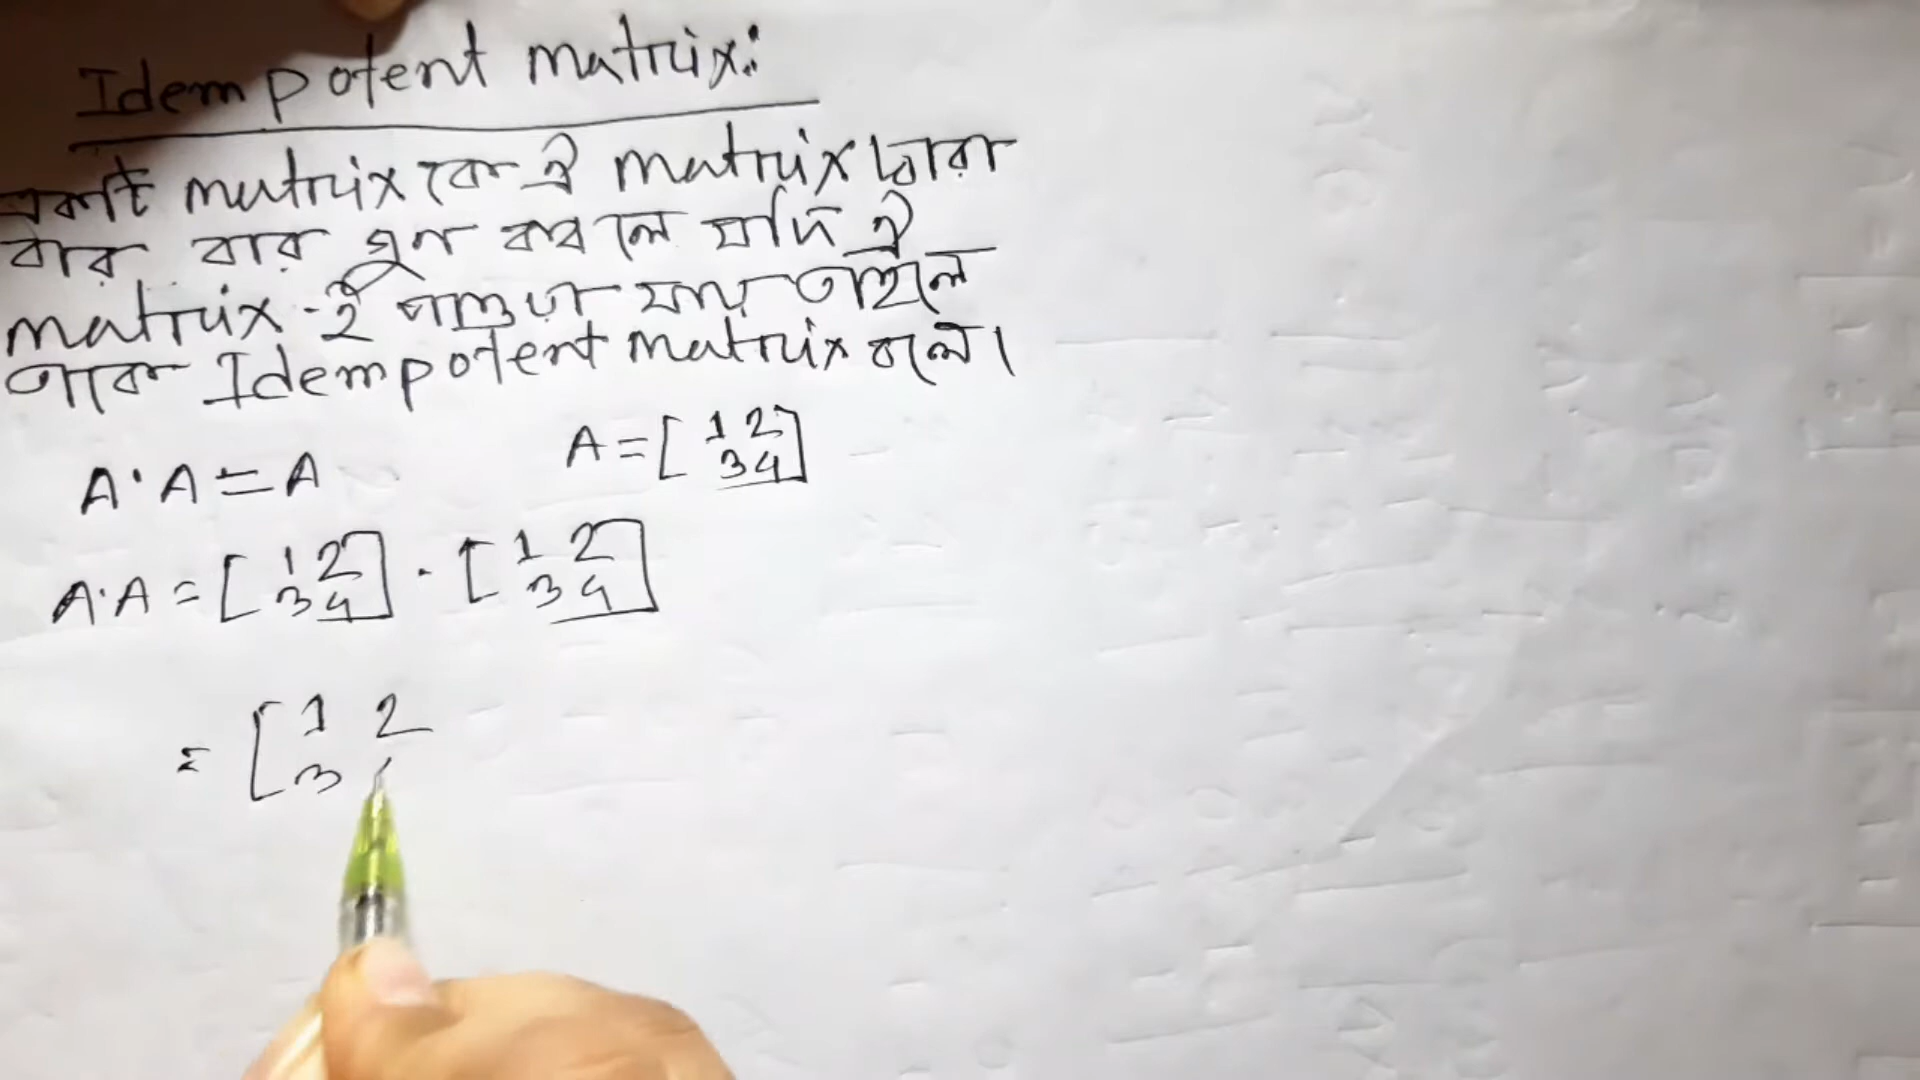 Idempotent matrix:
একটি matrix কে ঐ matrix দ্বারা
বার বার গুণ করলে যদি ঐ
matrix-ই পাওয়া যায় তাহলে
তাকে Idempotent matrix বলে।
A·A=A A=[1 2
3 4]
A·A=[1 2
3 4]·[1 2
3 4]
=[1 2
3